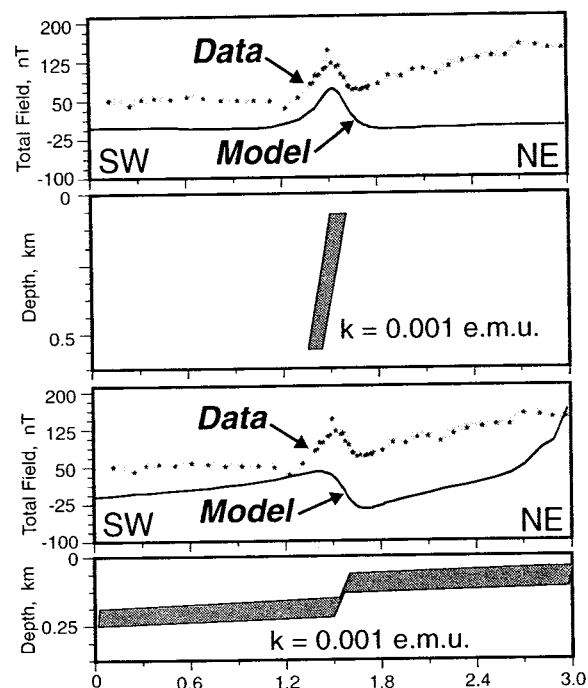 200
125
50
-25
-100
Total Field, nT
Data
Model
SW
NE
0
0.5
Depth, km
k = 0.001 e.m.u.
200
125
50
-25
-100
Total Field, nT
Data
Model
SW
NE
0
0.25
Depth, km
k = 0.001 e.m.u.
0 0.6 1.2 1.8 2.4 3.0